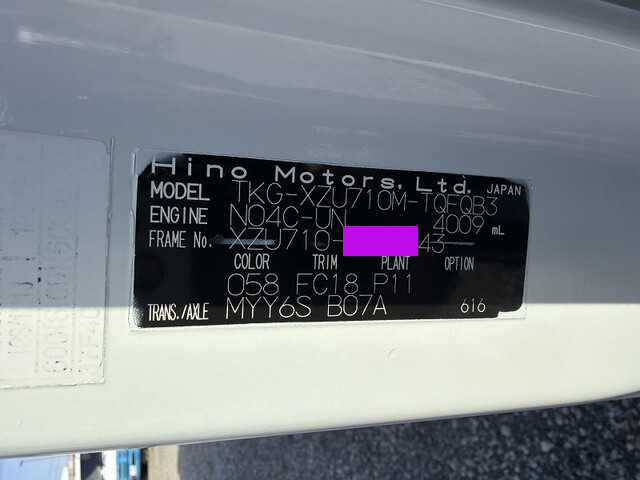 Hino Motors, Ltd. JAPAN
MODEL TKG-XZU710M-TQFQB3
ENGINE N04C-UN 4009 mL
FRAME No. XZU710- 43
COLOR TRIM PLANT OPTION
058 FC18 P11
TRANS./AXLE MYY6S B07A 616